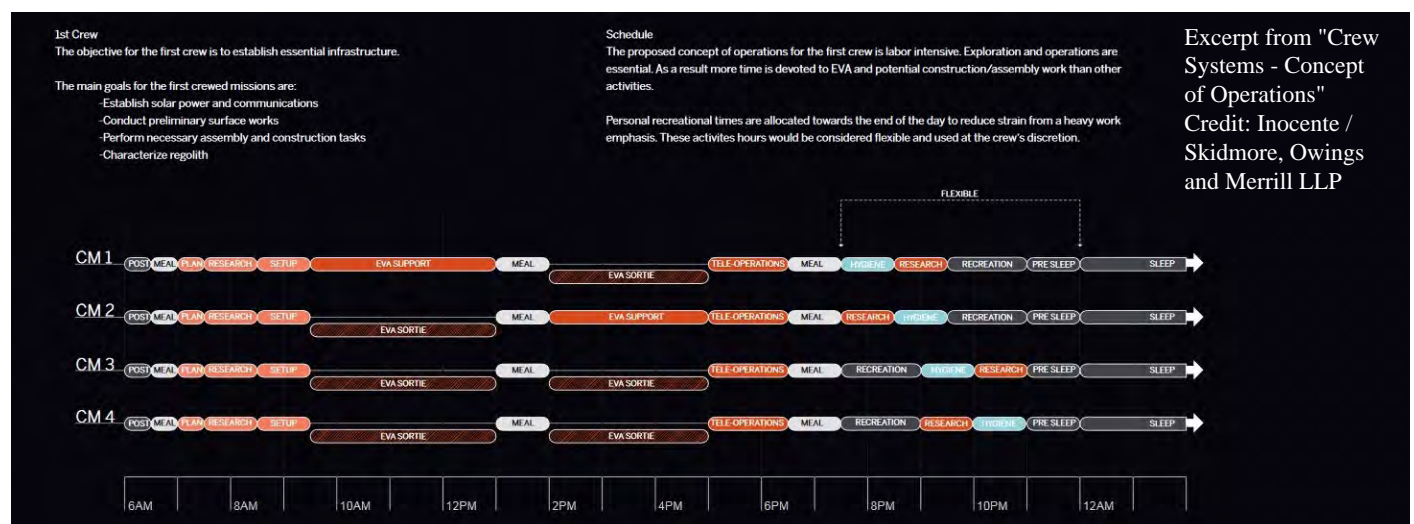 1st Crew
The objective for the first crew is to establish essential infrastructure.
The main goals for the first crewed missions are:
-Establish solar power and communications
-Conduct preliminary surface works
-Perform necessary assembly and construction tasks
-Characterize regolith
Schedule
The proposed concept of operations for the first crew is labor intensive. Exploration and operations are
essential. As a result more time is devoted to EVA and potential construction/assembly work than other
activities.
Personal recreational times are allocated towards the end of the day to reduce strain from a heavy work
emphasis. These activites hours would be considered flexible and used at the crew's discretion.
Excerpt from "Crew
Systems - Concept
of Operations"
Credit: Inocente /
Skidmore, Owings
and Merrill LLP
FLEXIBLE
CM 1 POST MEAL PLAN RESEARCH SETUP EVA SUPPORT MEAL TELE-OPERATIONS MEAL HYGIENE RESEARCH RECREATION PRE SLEEP SLEEP
EVA SORTIE
CM 2 POST MEAL PLAN RESEARCH SETUP MEAL EVA SUPPORT TELE-OPERATIONS MEAL RESEARCH HYGIENE RECREATION PRE SLEEP SLEEP
EVA SORTIE
CM 3 POST MEAL PLAN RESEARCH SETUP MEAL TELE-OPERATIONS MEAL RECREATION HYGIENE RESEARCH PRE SLEEP SLEEP
EVA SORTIE EVA SORTIE
CM 4 POST MEAL PLAN RESEARCH SETUP MEAL TELE-OPERATIONS MEAL RECREATION RESEARCH HYGIENE PRE SLEEP SLEEP
EVA SORTIE EVA SORTIE
6AM 8AM 10AM 12PM 2PM 4PM 6PM 8PM 10PM 12AM